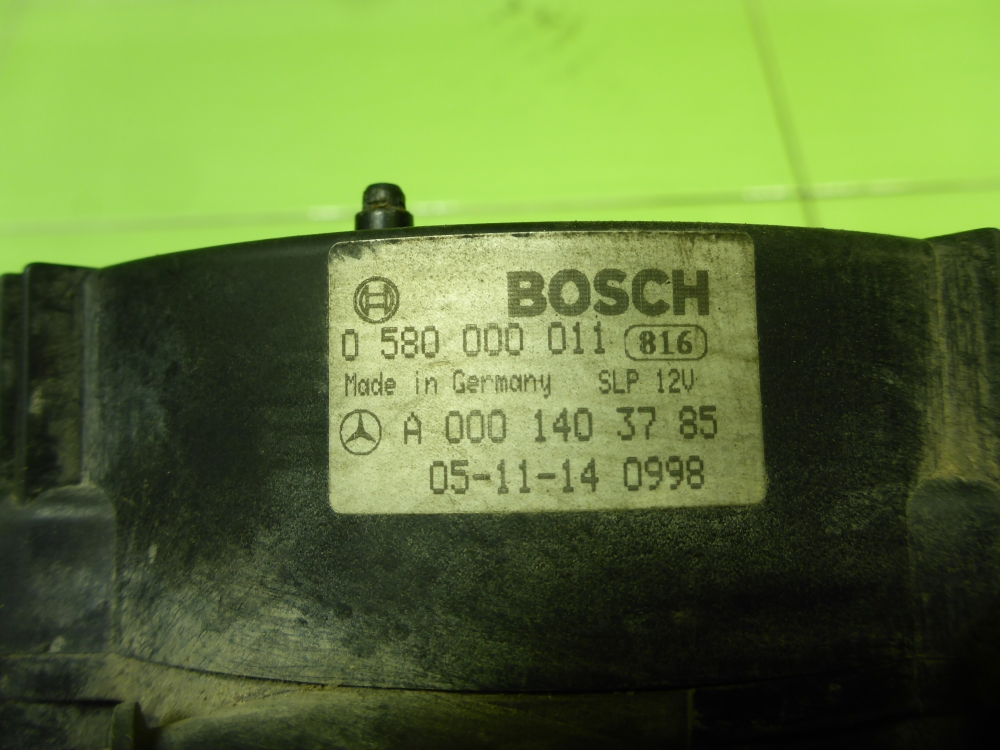 BOSCH
0 580 000 011 816
Made in Germany SLP 12V
A 000 140 37 85
05-11-14 0998